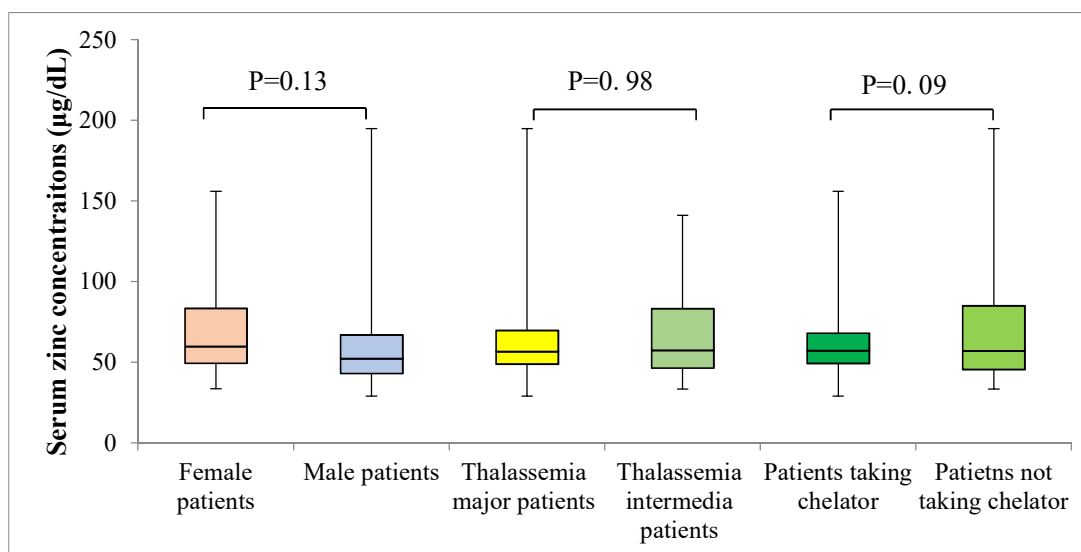 Serum zinc concentraitons (µg/dL)
250
200
150
100
50
0
P=0.13
P=0. 98
P=0. 09
Female
patients
Male patients
Thalassemia
major patients
Thalassemia
intermedia
patients
Patients taking
chelator
Patietns not
taking chelator